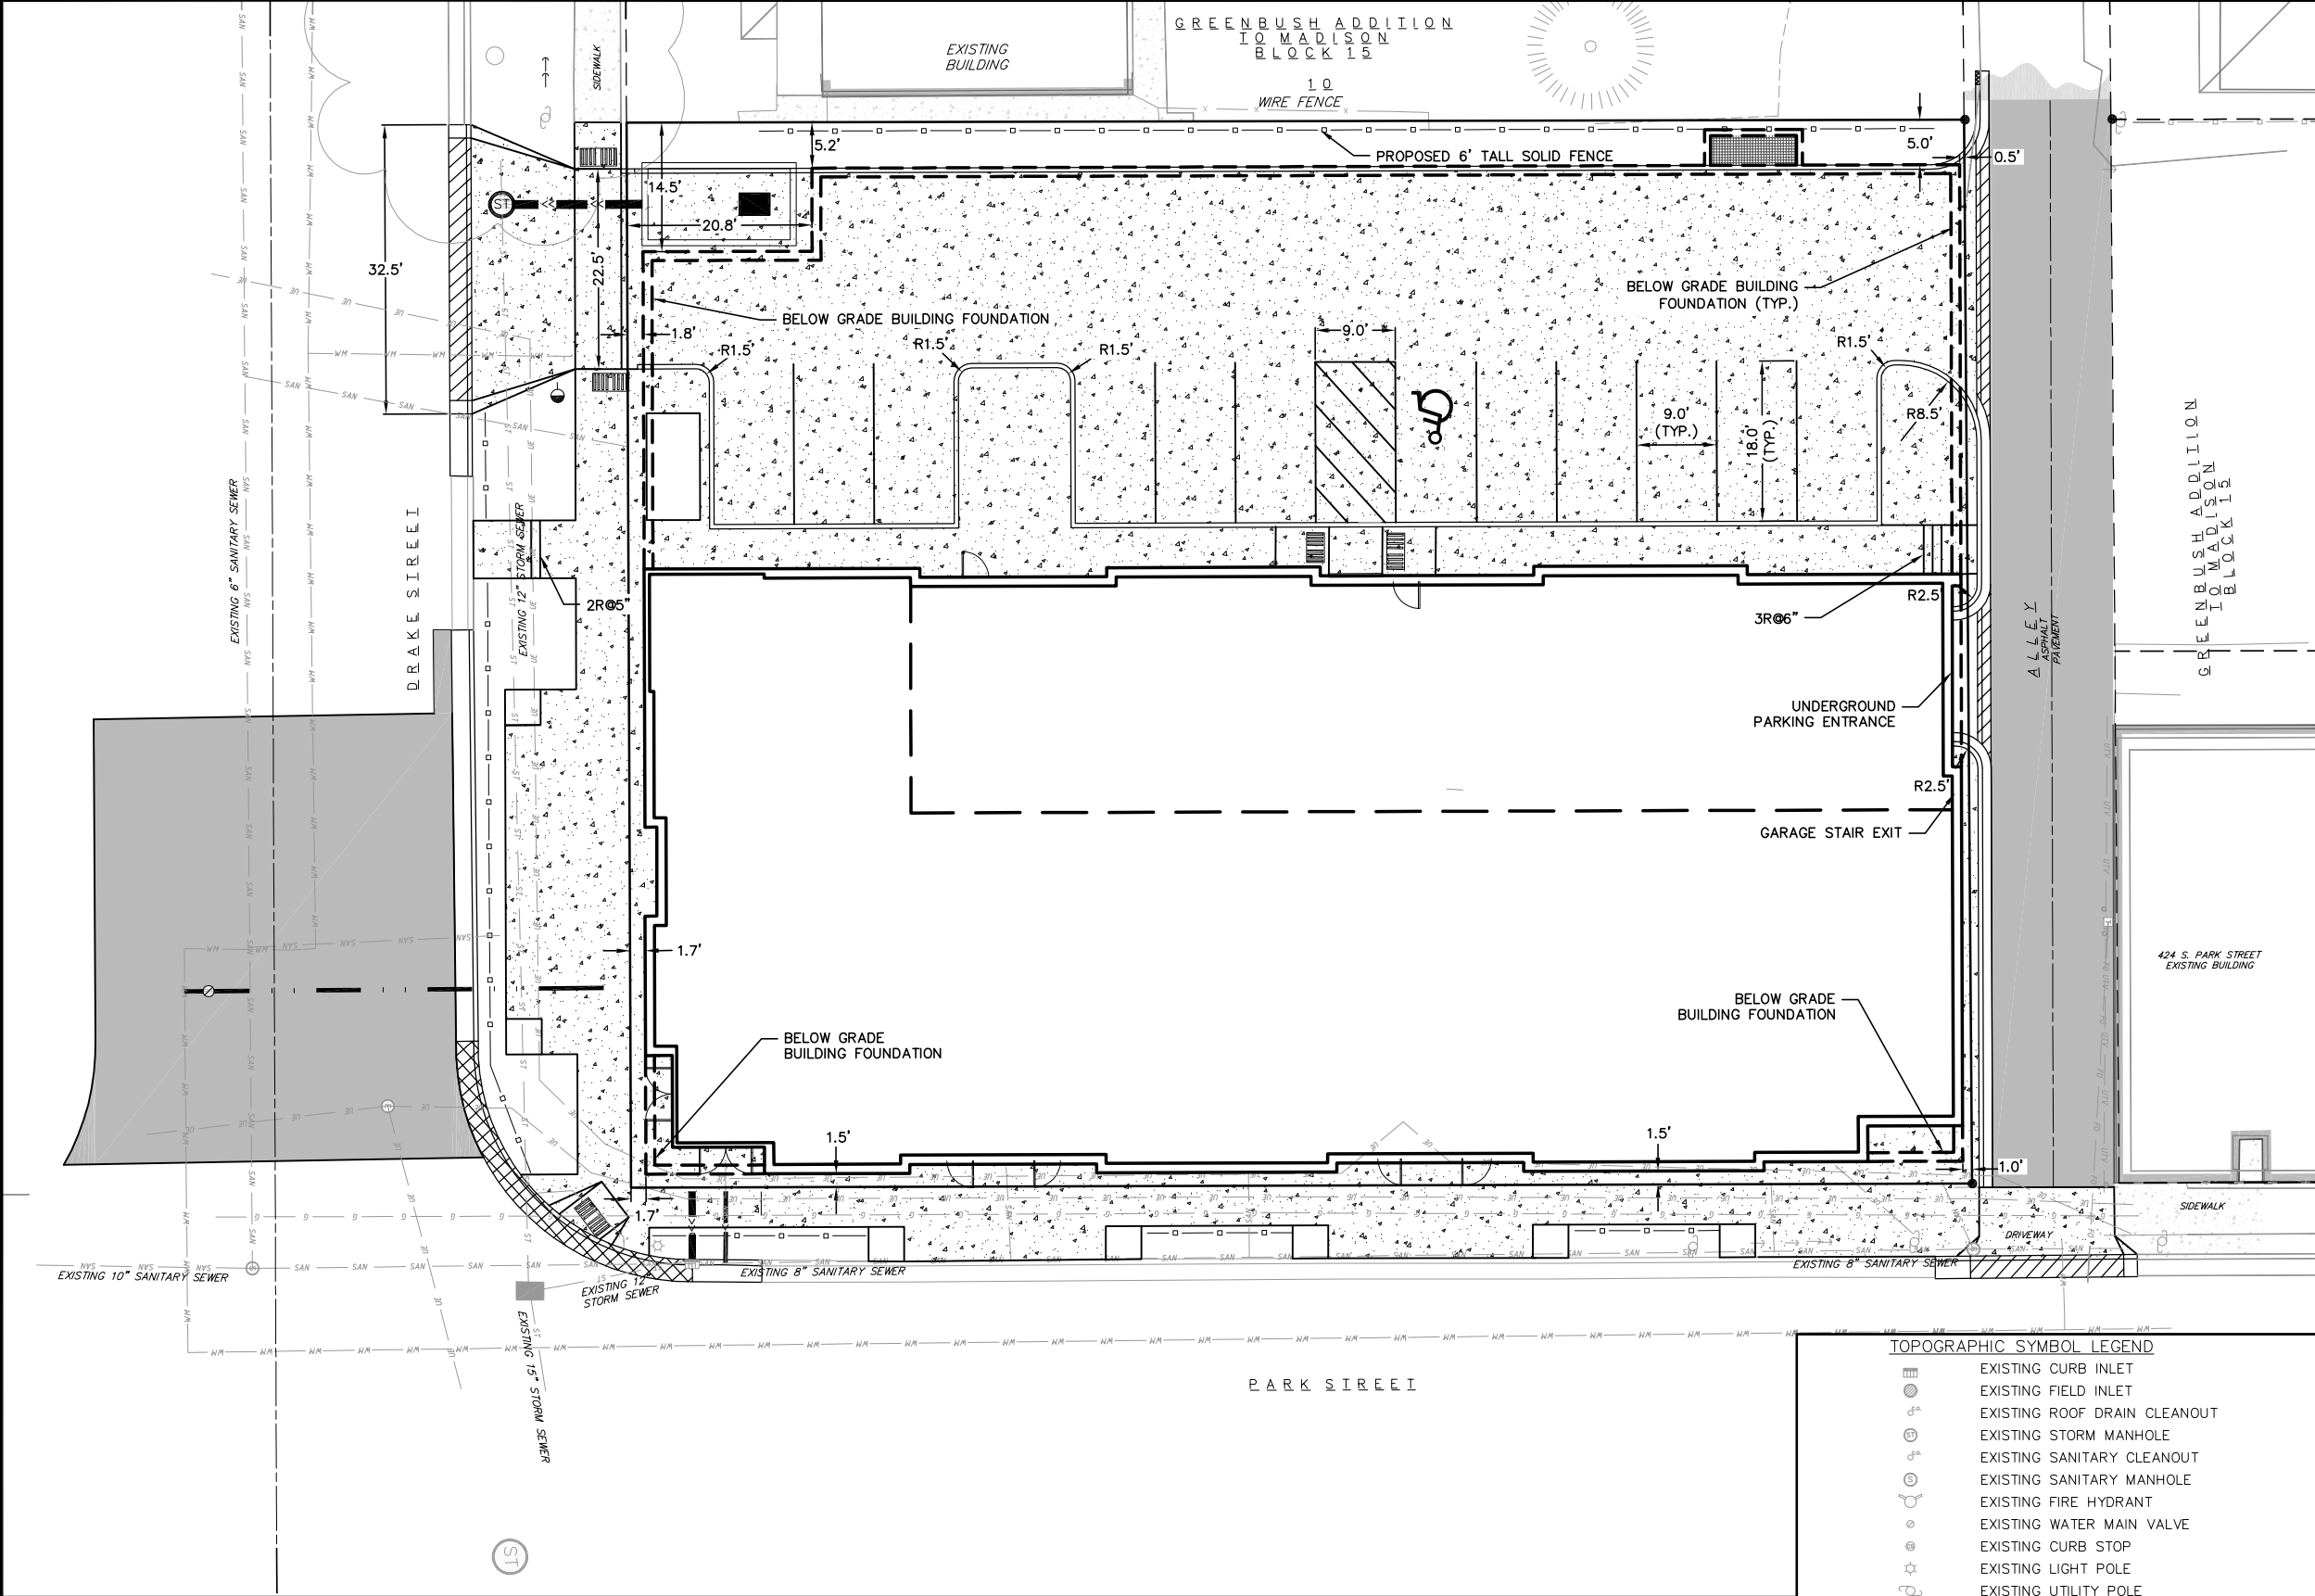 GREENBUSH ADDITION
TO MADISON
BLOCK 15
10
WIRE FENCE
EXISTING
BUILDING
SIDEWALK
5.2'
PROPOSED 6' TALL SOLID FENCE
5.0'
0.5'
14.5'
20.8'
ST
32.5'
22.5'
1.8'
BELOW GRADE BUILDING FOUNDATION
BELOW GRADE BUILDING
FOUNDATION (TYP.)
R1.5'
R1.5'
R1.5'
9.0'
R1.5'
R8.5'
9.0'
(TYP.)
18.0'
(TYP.)
EXISTING 6" SANITARY SEWER
DRAKE STREET
EXISTING 12" STORM SEWER
2R@5"
3R@6"
R2.5'
ALLEY
ASPHALT
PAVEMENT
GREENBUSH ADDITION
TO MADISON
BLOCK 15
UNDERGROUND
PARKING ENTRANCE
R2.5'
GARAGE STAIR EXIT
1.7'
424 S. PARK STREET
EXISTING BUILDING
BELOW GRADE
BUILDING FOUNDATION
BELOW GRADE
BUILDING FOUNDATION
1.5'
1.5'
1.0'
1.7'
SIDEWALK
DRIVEWAY
EXISTING 10" SANITARY SEWER
EXISTING 12"
STORM SEWER
EXISTING 8" SANITARY SEWER
EXISTING 8" SANITARY SEWER
EXISTING 15" STORM SEWER
PARK STREET
ST
TOPOGRAPHIC SYMBOL LEGEND
EXISTING CURB INLET
EXISTING FIELD INLET
EXISTING ROOF DRAIN CLEANOUT
EXISTING STORM MANHOLE
EXISTING SANITARY CLEANOUT
EXISTING SANITARY MANHOLE
EXISTING FIRE HYDRANT
EXISTING WATER MAIN VALVE
EXISTING CURB STOP
EXISTING LIGHT POLE
EXISTING UTILITY POLE